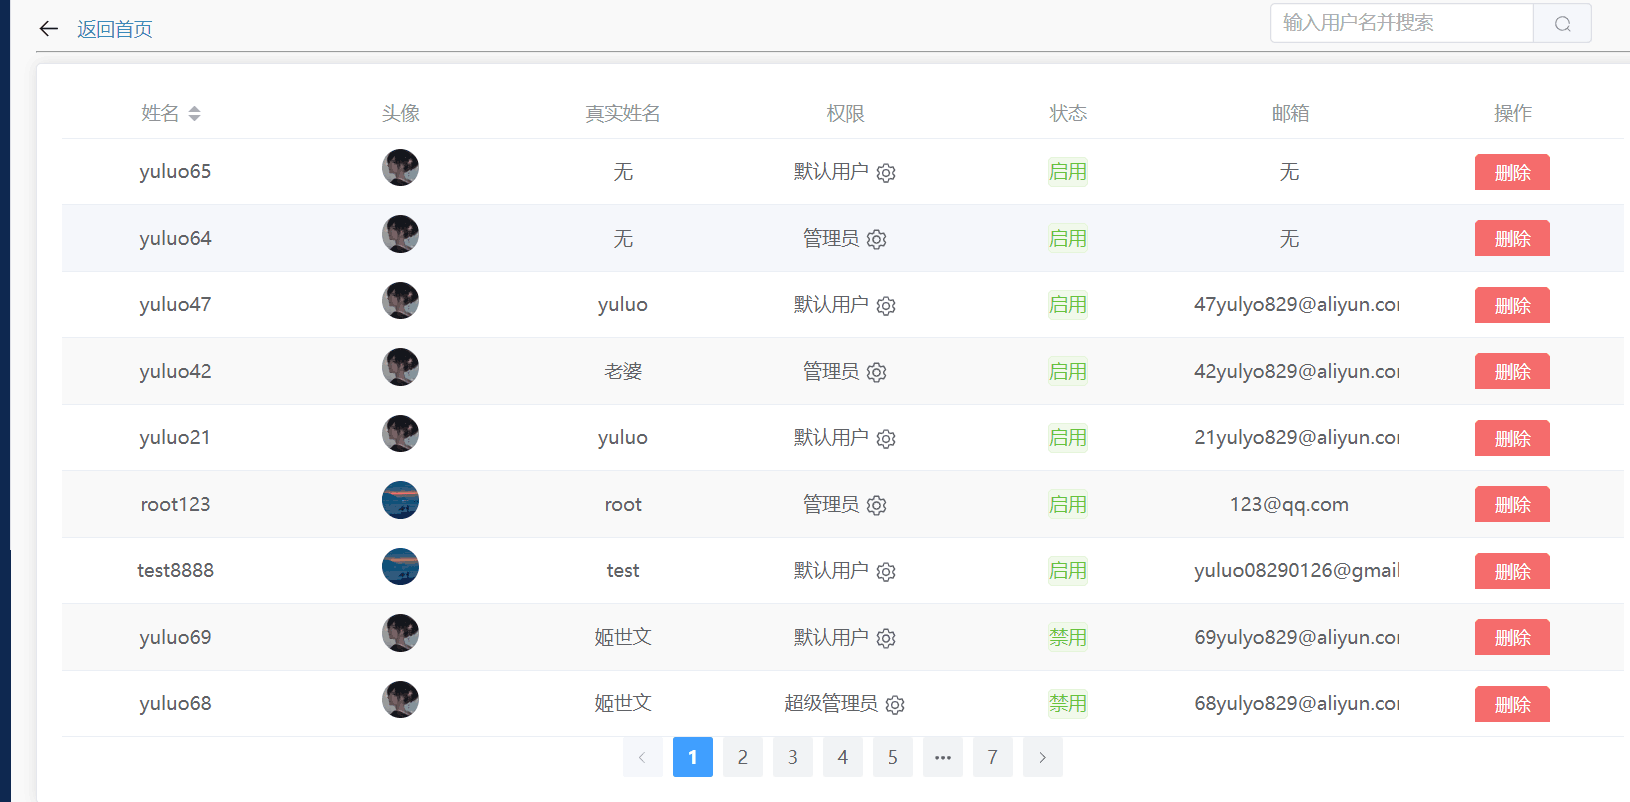 返回首页
输入用户名并搜索
姓名 头像 真实姓名 权限 状态 邮箱 操作
yuluo65 无 默认用户 启用 无 删除
yuluo64 无 管理员 启用 无 删除
yuluo47 yuluo 默认用户 启用 47yulyo829@aliyun.co 删除
yuluo42 老婆 管理员 启用 42yulyo829@aliyun.co 删除
yuluo21 yuluo 默认用户 启用 21yulyo829@aliyun.co 删除
root123 root 管理员 启用 123@qq.com 删除
test8888 test 默认用户 启用 yuluo08290126@gmail 删除
yuluo69 姬世文 默认用户 禁用 69yulyo829@aliyun.co 删除
yuluo68 姬世文 超级管理员 禁用 68yulyo829@aliyun.co 删除
1 2 3 4 5 ••• 7